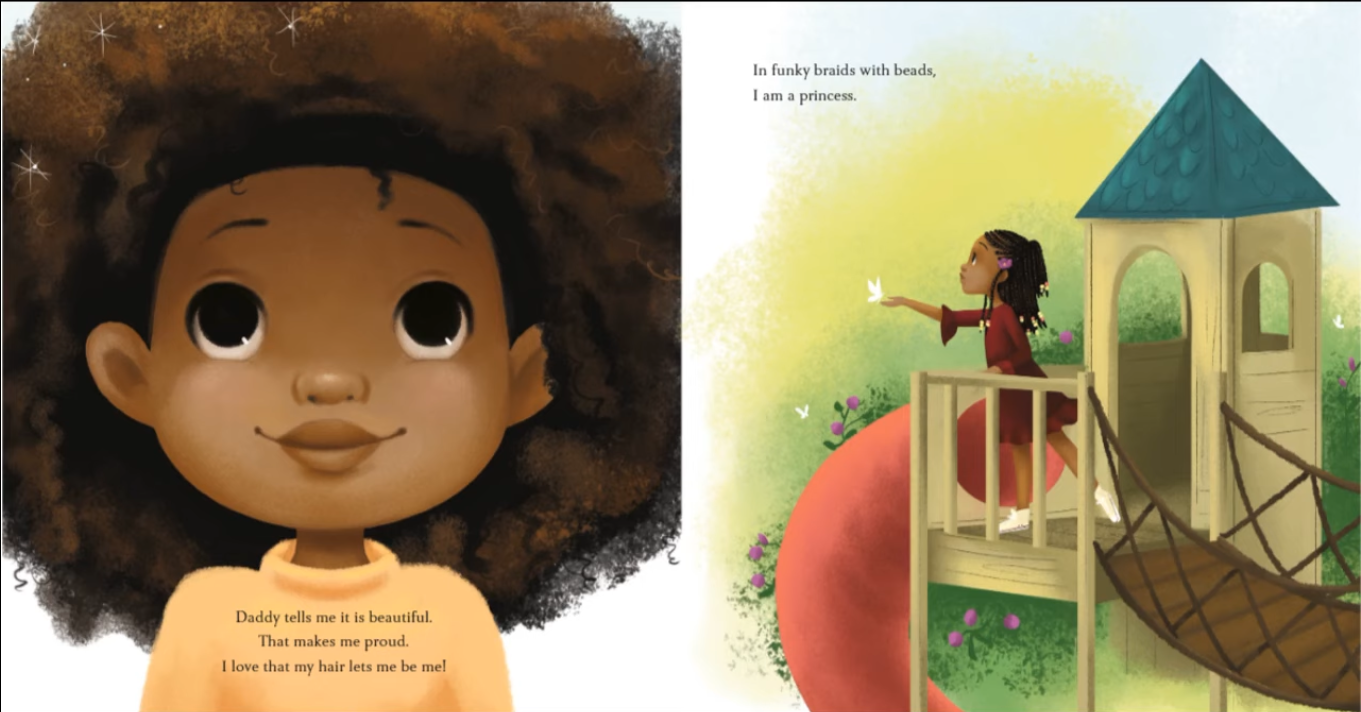 Daddy tells me it is beautiful.
That makes me proud.
I love that my hair lets me be me!
In funky braids with beads,
I am a princess.